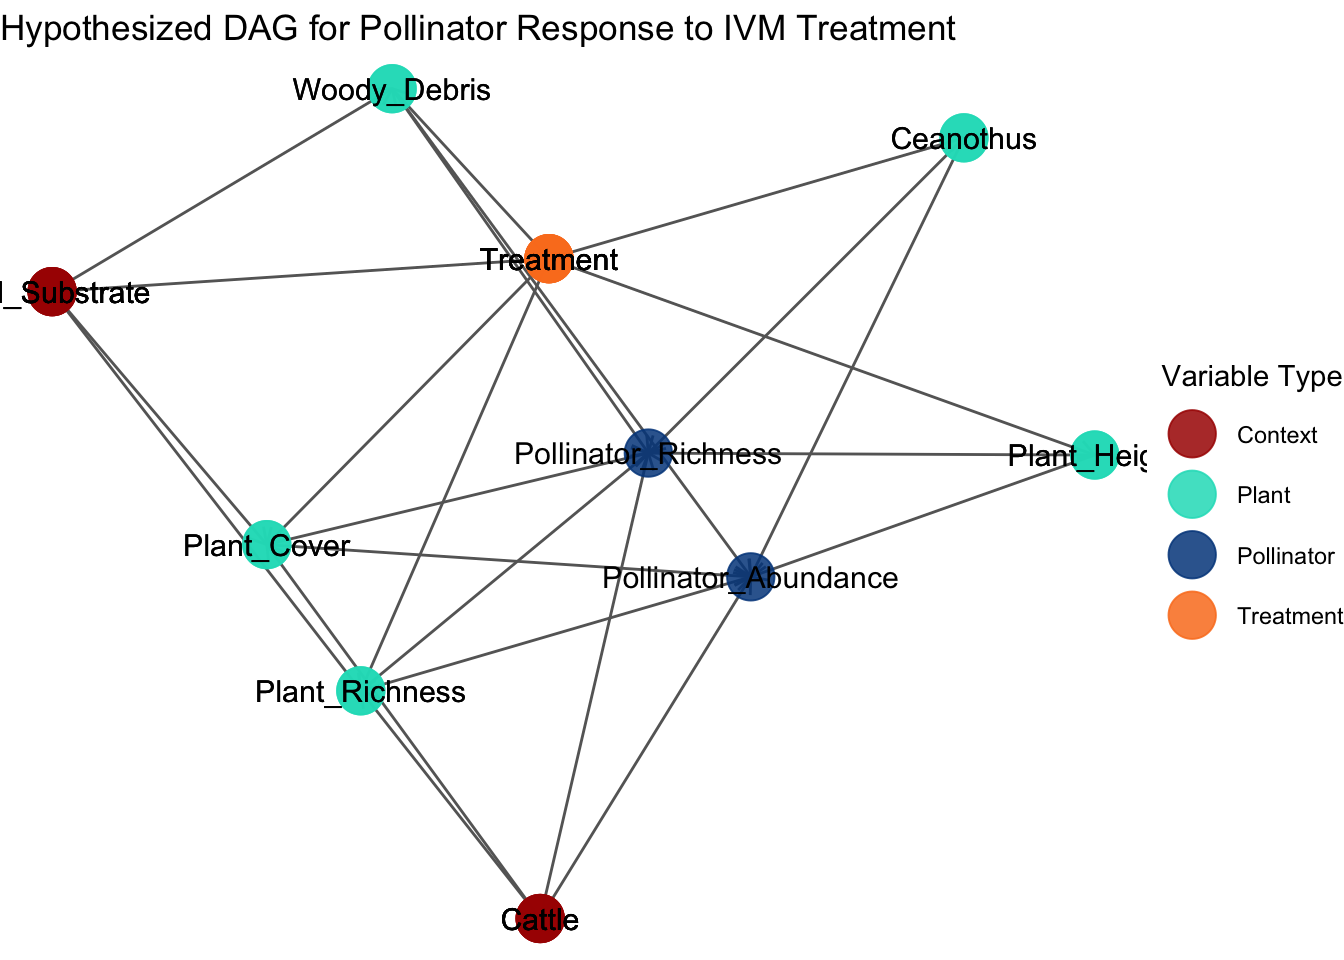 Hypothesized DAG for Pollinator Response to IVM Treatment
Woody_Debris
Ceanothus
Treatment
l_Substrate
Variable Type
Context
Pollinator_Richness
Plant_Heig
Plant
Plant_Cover
Pollinator
Pollinator_Abundance
Treatment
Plant_Richness
Cattle